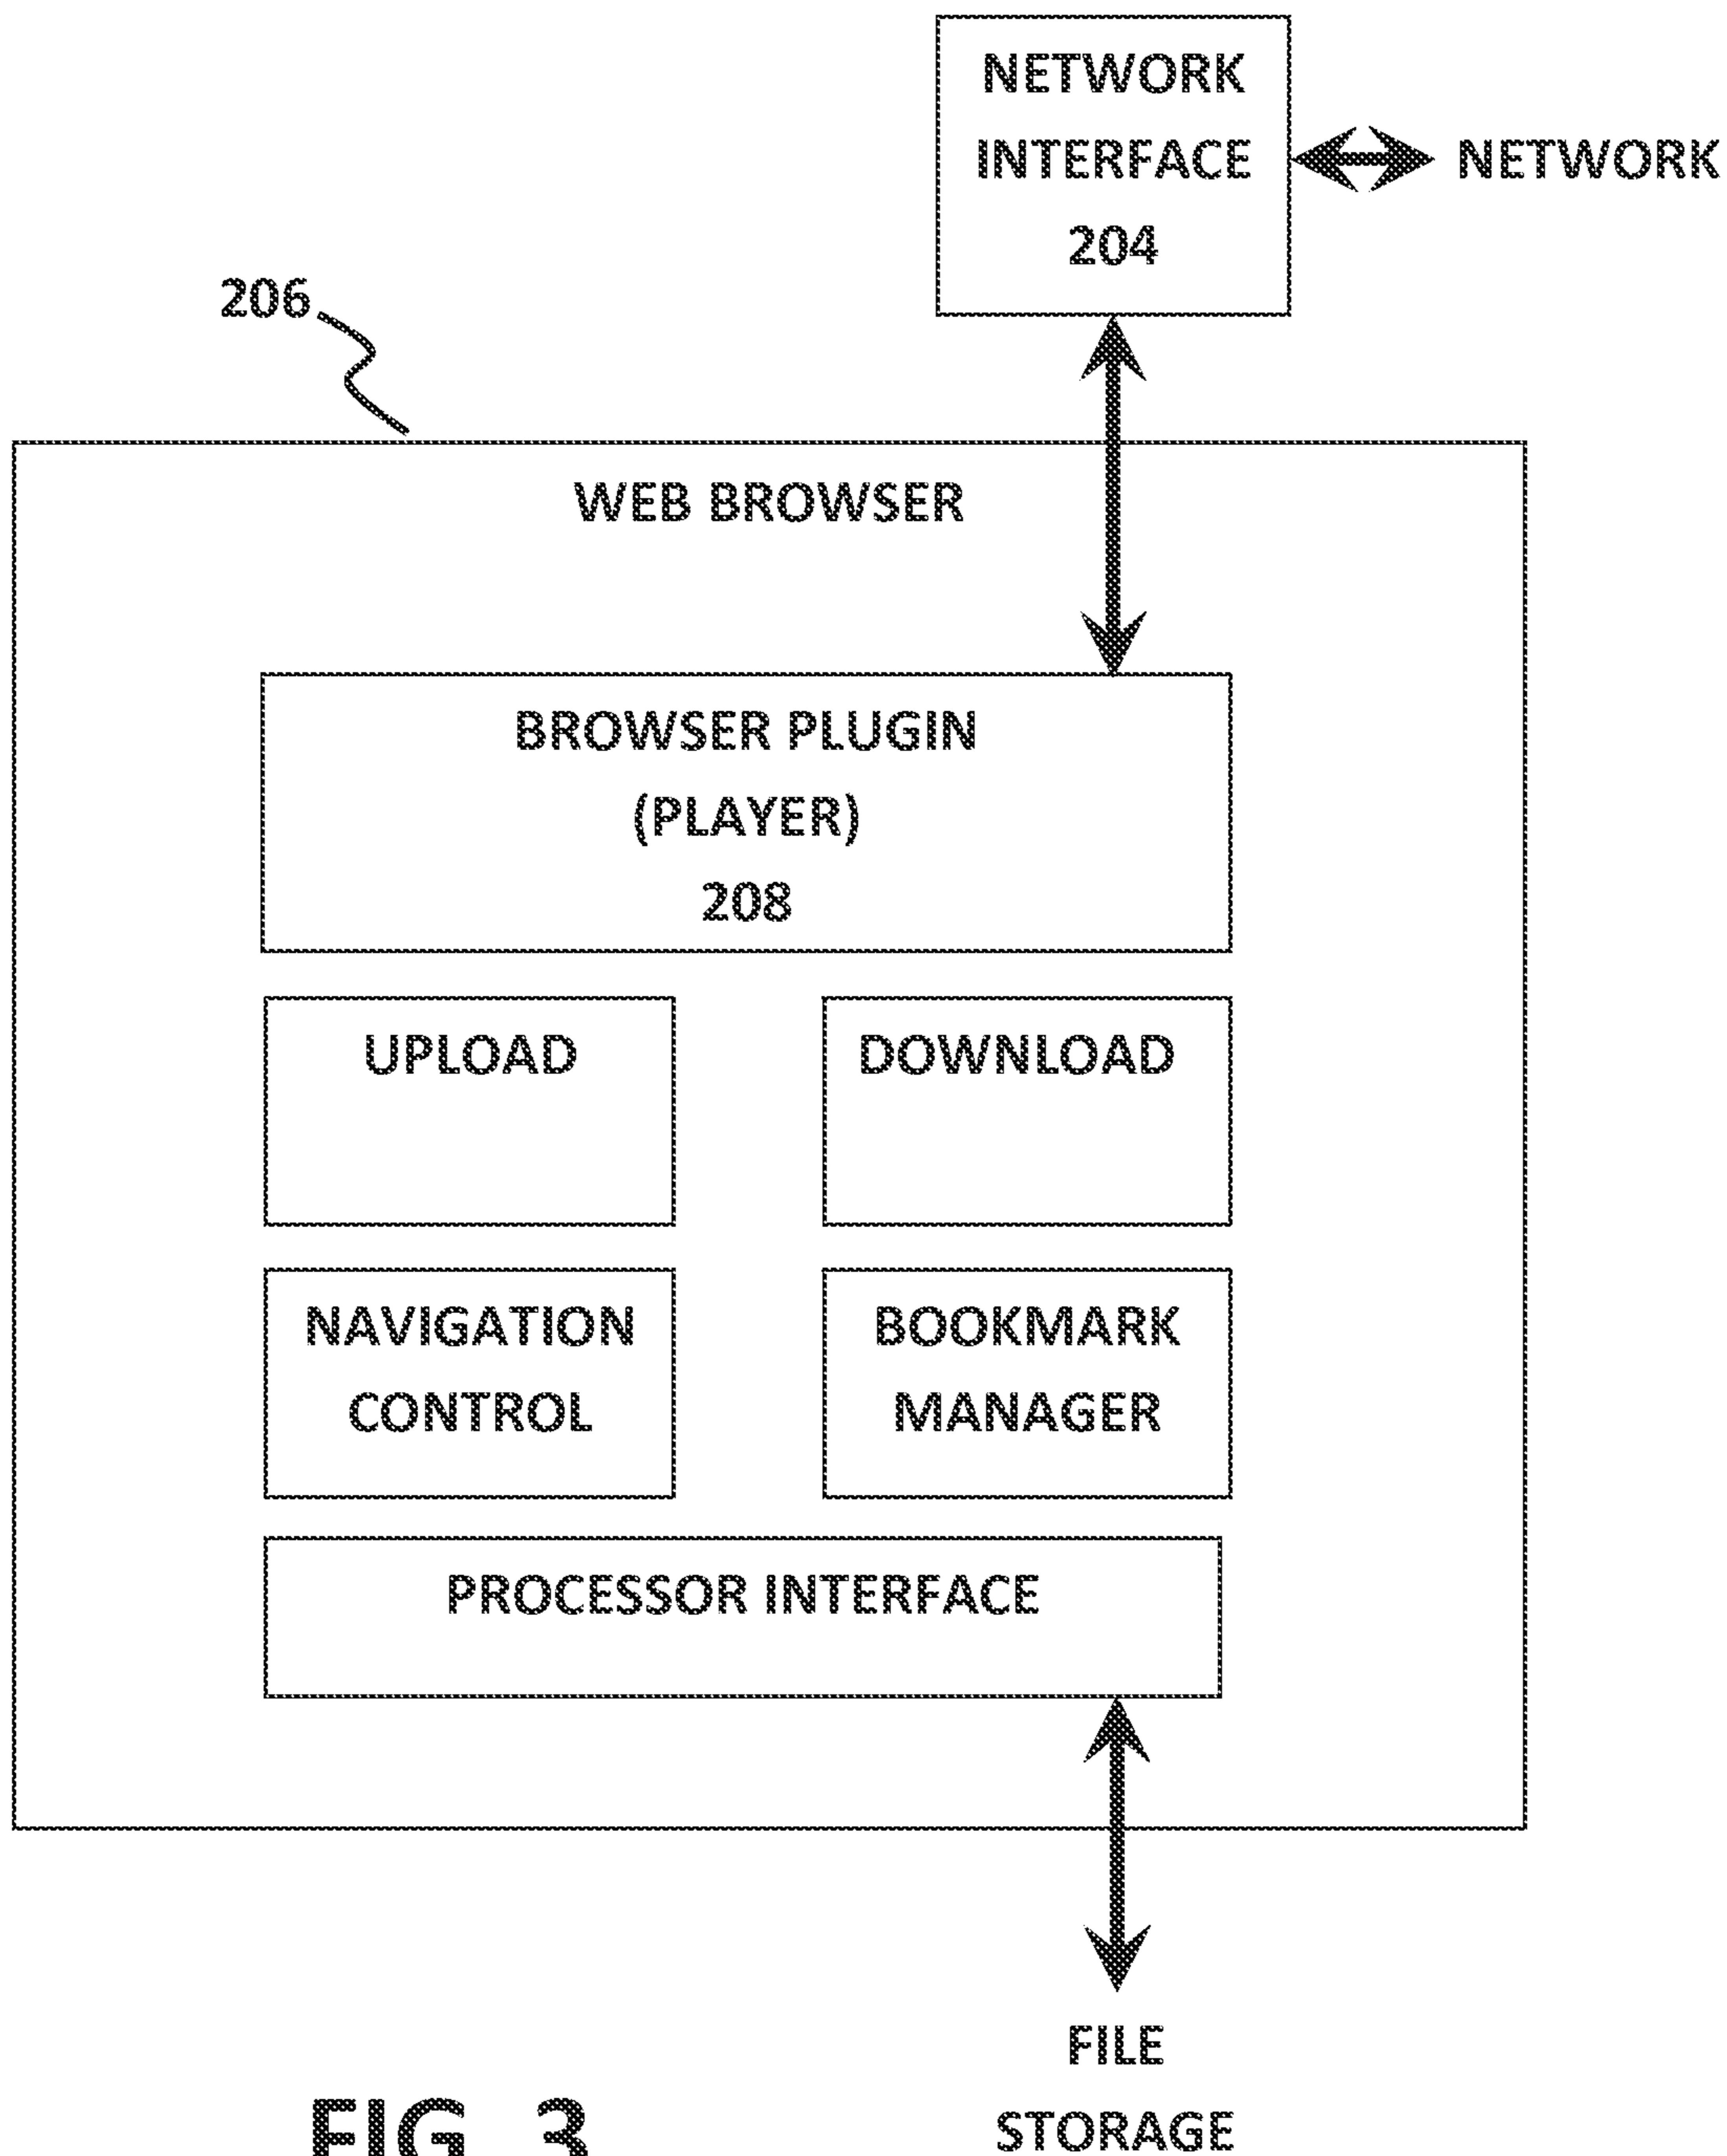 NETWORK
INTERFACE
204
NETWORK
206
WEB BROWSER
BROWSER PLUGIN
(PLAYER)
208
UPLOAD
DOWNLOAD
NAVIGATION
CONTROL
BOOKMARK
MANAGER
PROCESSOR INTERFACE
FILE
STORAGE
FIG. 3